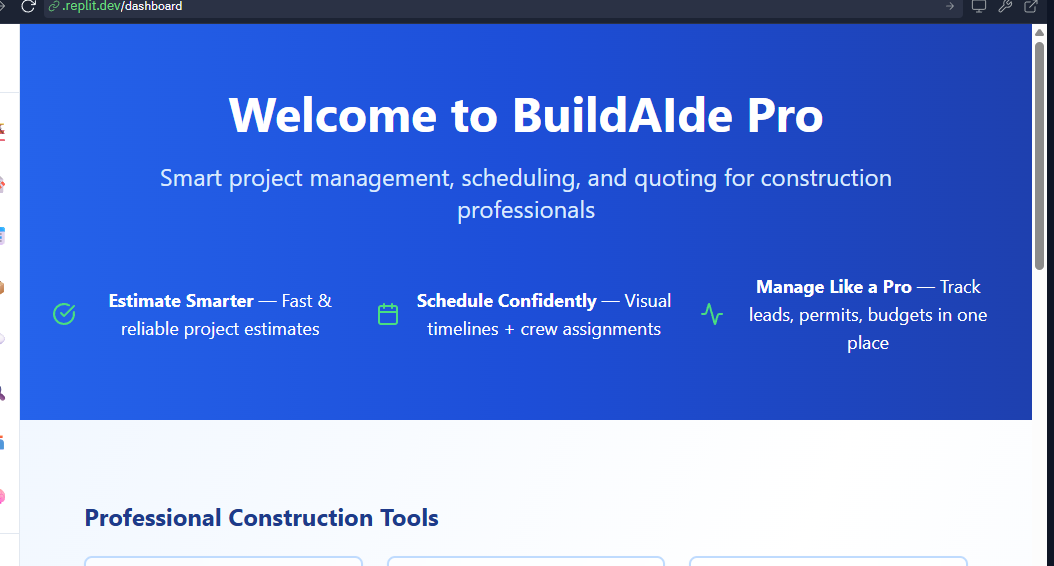 .replit.dev/dashboard
Welcome to BuildAIde Pro
Smart project management, scheduling, and quoting for construction
professionals
Estimate Smarter — Fast &
reliable project estimates
Schedule Confidently — Visual
timelines + crew assignments
Manage Like a Pro — Track
leads, permits, budgets in one
place
Professional Construction Tools